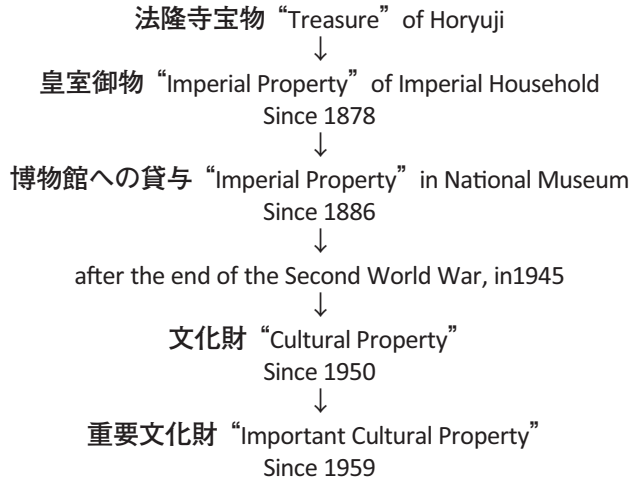 法隆寺宝物 “Treasure” of Horyuji
↓
皇室御物 “Imperial Property” of Imperial Household
Since 1878
↓
博物館への貸与 “Imperial Property” in National Museum
Since 1886
↓
after the end of the Second World War, in1945
↓
文化財 “Cultural Property”
Since 1950
↓
重要文化財 “Important Cultural Property”
Since 1959